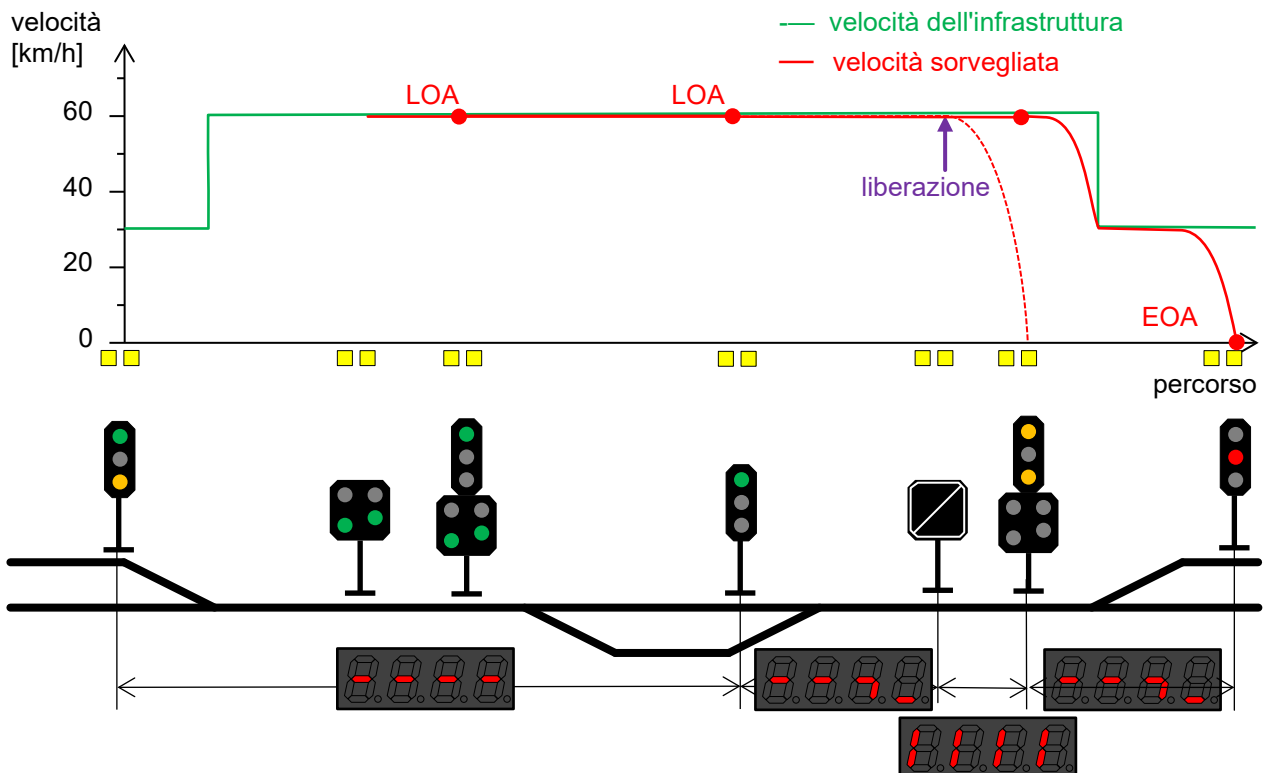 velocità
[km/h]
velocità dell'infrastruttura
velocità sorvegliata
LOA
LOA
60
40
liberazione
20
EOA
0
percorso